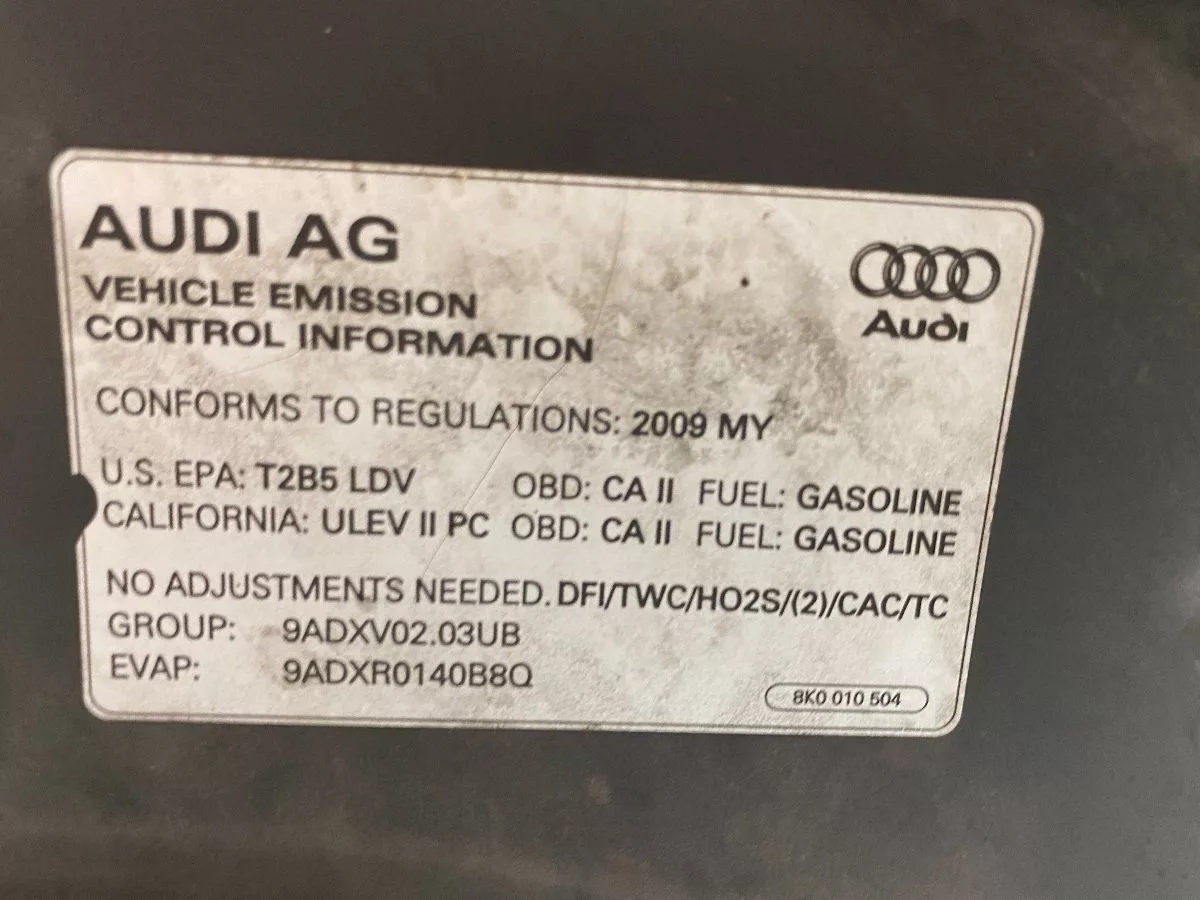 AUDI AG
Audi
VEHICLE EMISSION
CONTROL INFORMATION
CONFORMS TO REGULATIONS: 2009 MY
U.S. EPA: T2B5 LDV OBD: CA II FUEL: GASOLINE
CALIFORNIA: ULEV II PC OBD: CA II FUEL: GASOLINE
NO ADJUSTMENTS NEEDED. DFI/TWC/HO2S/(2)/CAC/TC
GROUP: 9ADXV02.03UB
EVAP: 9ADXR0140B8Q
8K0 010 504